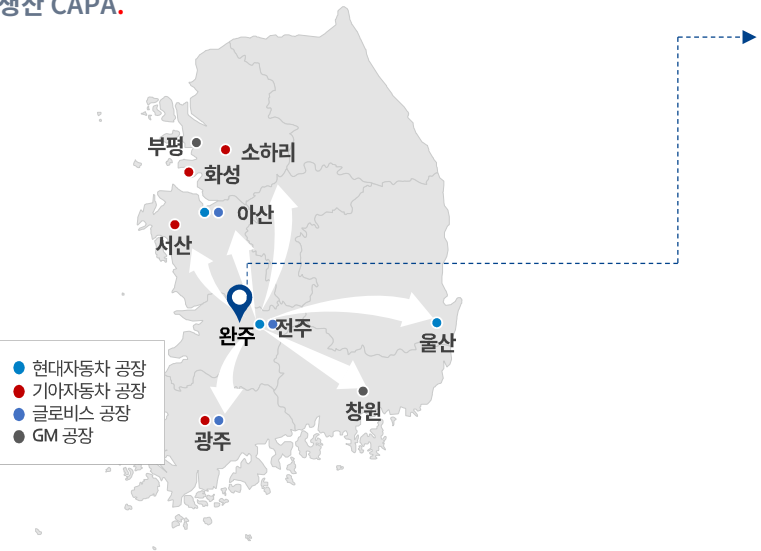 생산 CAPA.
부평
소하리
화성
아산
서산
완주
전주
울산
창원
광주
현대자동차 공장
기아자동차 공장
글로비스 공장
GM 공장